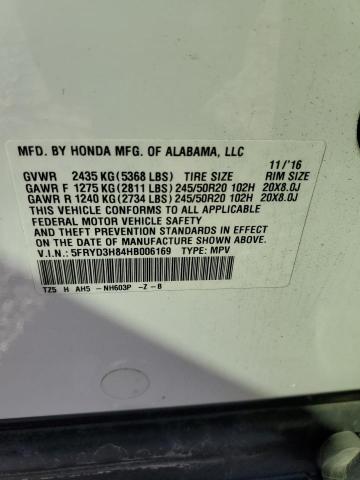 MFD. BY HONDA MFG. OF ALABAMA, LLC 11/'16
GVWR 2435 KG (5368 LBS) TIRE SIZE RIM SIZE
GAWR F 1275 KG (2811 LBS) 245/50R20 102H 20X8.0J
GAWR R 1240 KG (2734 LBS) 245/50R20 102H 20X8.0J
THIS VEHICLE CONFORMS TO ALL APPLICABLE
FEDERAL MOTOR VEHICLE SAFETY
AND THEFT PREVENTION STANDARDS IN EFFECT ON
THE DATE OF MANUFACTURE SHOWN ABOVE.
V.I.N.: 5FRYD3H84HB006169 TYPE: MPV
TZ5 H AH5 -NH603P -Z -B